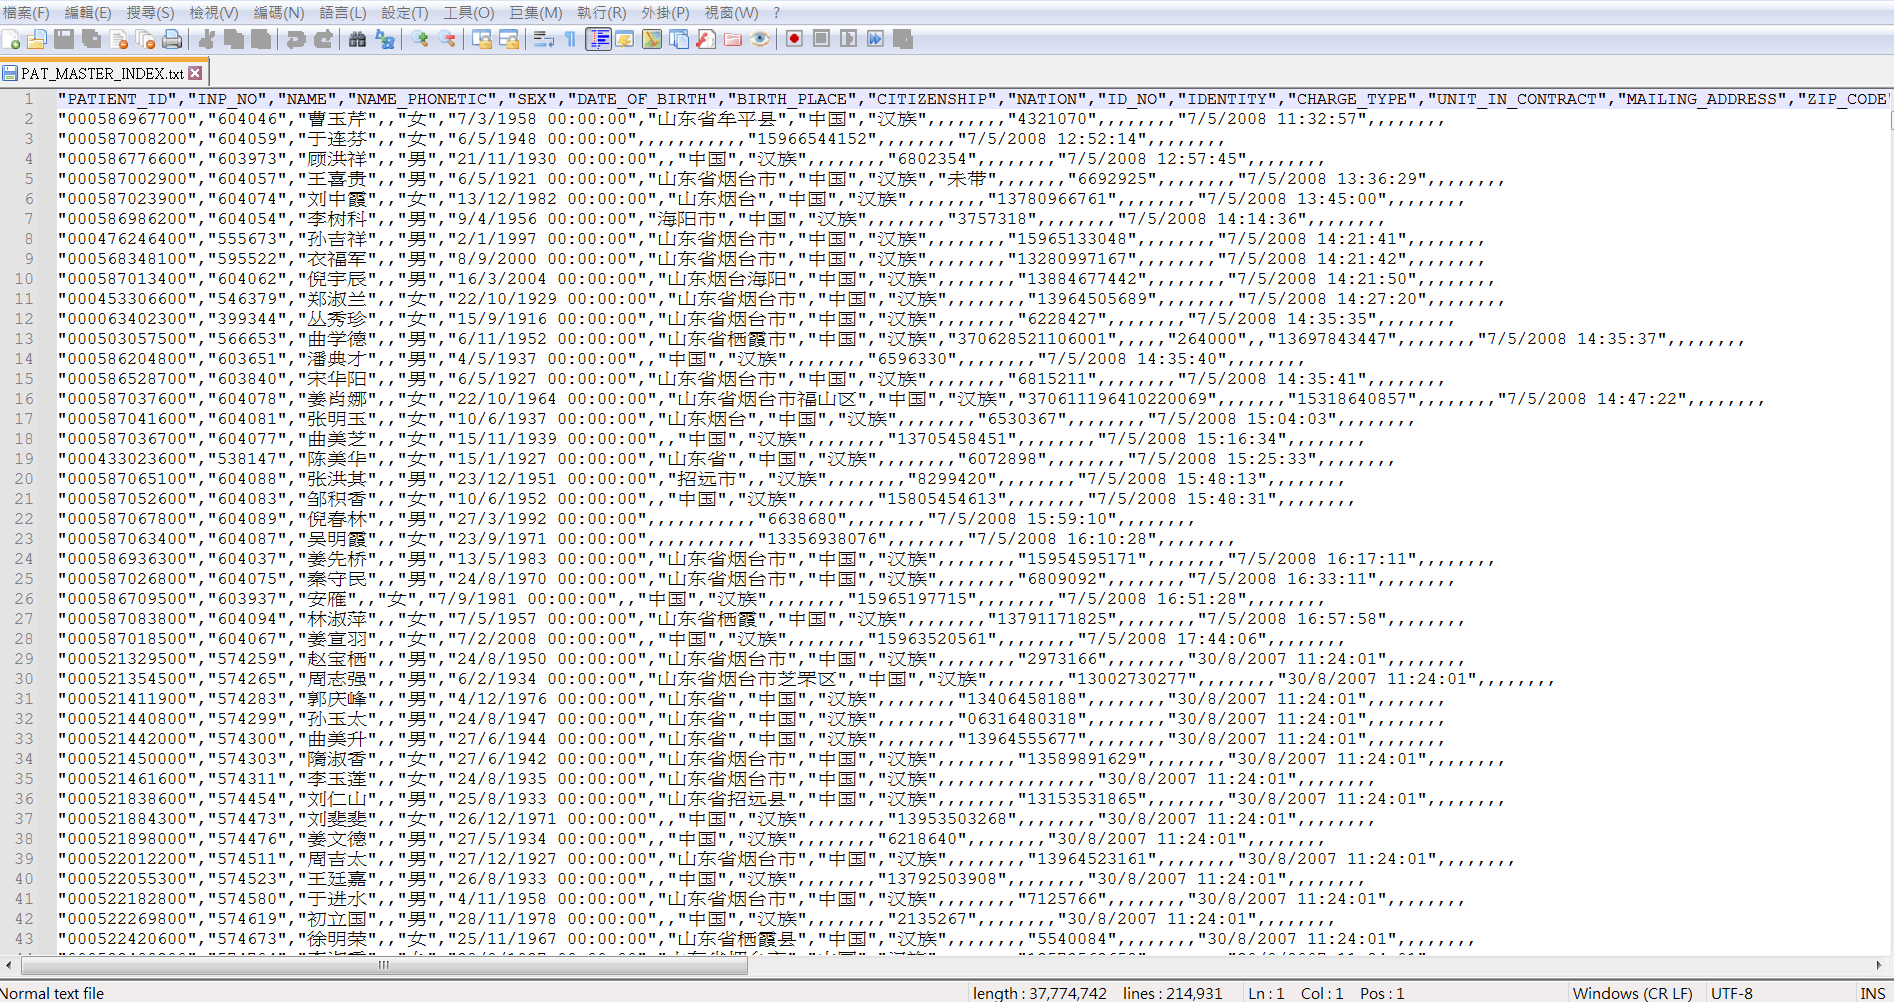 檔案(F) 編輯(E) 搜尋(S) 檢視(V) 編碼(N) 語言(L) 設定(T) 工具(O) 巨集(M) 執行(R) 外掛(P) 視窗(W) ?
PAT_MASTER_INDEX.txt
1 "PATIENT_ID","INP_NO","NAME","NAME_PHONETIC","SEX","DATE_OF_BIRTH","BIRTH_PLACE","CITIZENSHIP","NATION","ID_NO","IDENTITY","CHARGE_TYPE","UNIT_IN_CONTRACT","MAILING_ADDRESS","ZIP_CODE"
2 "000586967700","604046","曹玉芹",,"女","7/3/1958 00:00:00","山东省牟平县","中国","汉族",,,,,,,,"4321070",,,,,,,,"7/5/2008 11:32:57",,,,,,,,
3 "000587008200","604059","于连芬",,"女","6/5/1948 00:00:00",,,,,,,,,,,"15966544152",,,,,,,,"7/5/2008 12:52:14",,,,,,,,
4 "000586776600","603973","顾洪祥",,"男","21/11/1930 00:00:00",,"中国","汉族",,,,,,,,"6802354",,,,,,,,"7/5/2008 12:57:45",,,,,,,,
5 "000587002900","604057","王喜贵",,"男","6/5/1921 00:00:00","山东省烟台市","中国","汉族","未带",,,,,,,"6692925",,,,,,,,"7/5/2008 13:36:29",,,,,,,,
6 "000587023900","604074","刘中霞",,"女","13/12/1982 00:00:00","山东烟台","中国","汉族",,,,,,,,"13780966761",,,,,,,,"7/5/2008 13:45:00",,,,,,,,
7 "000586986200","604054","李树科",,"男","9/4/1956 00:00:00","海阳市","中国","汉族",,,,,,,,"3757318",,,,,,,,"7/5/2008 14:14:36",,,,,,,,
8 "000476246400","555673","孙吉祥",,"男","2/1/1997 00:00:00","山东省烟台市","中国","汉族",,,,,,,,"15965133048",,,,,,,,"7/5/2008 14:21:41",,,,,,,,
9 "000568348100","595522","衣福军",,"男","8/9/2000 00:00:00","山东省烟台市","中国","汉族",,,,,,,,"13280997167",,,,,,,,"7/5/2008 14:21:42",,,,,,,,
10 "000587013400","604062","倪宇辰",,"男","16/3/2004 00:00:00","山东烟台海阳","中国","汉族",,,,,,,,"13884677442",,,,,,,,"7/5/2008 14:21:50",,,,,,,,
11 "000453306600","546379","郑淑兰",,"女","22/10/1929 00:00:00","山东省烟台市","中国","汉族",,,,,,,,"13964505689",,,,,,,,"7/5/2008 14:27:20",,,,,,,,
12 "000063402300","399344","丛秀珍",,"女","15/9/1916 00:00:00","山东省烟台市","中国","汉族",,,,,,,,"6228427",,,,,,,,"7/5/2008 14:35:35",,,,,,,,
13 "000503057500","566653","曲学德",,"男","6/11/1952 00:00:00","山东省栖霞市","中国","汉族","370628521106001",,,,,"264000",,"13697843447",,,,,,,,"7/5/2008 14:35:37",,,,,,,,
14 "000586204800","603651","潘典才",,"男","4/5/1937 00:00:00",,"中国","汉族",,,,,,,,"6596330",,,,,,,,"7/5/2008 14:35:40",,,,,,,,
15 "000586528700","603840","宋华阳",,"男","6/5/1927 00:00:00","山东省烟台市","中国","汉族",,,,,,,,"6815211",,,,,,,,"7/5/2008 14:35:41",,,,,,,,
16 "000587037600","604078","姜肖娜",,"女","22/10/1964 00:00:00","山东省烟台市福山区","中国","汉族","370611196410220069",,,,,,,"15318640857",,,,,,,,"7/5/2008 14:47:22",,,,,,,,
17 "000587041600","604081","张明玉",,"女","10/6/1937 00:00:00","山东烟台","中国","汉族",,,,,,,,"6530367",,,,,,,,"7/5/2008 15:04:03",,,,,,,,
18 "000587036700","604077","曲美芝",,"女","15/11/1939 00:00:00",,"中国","汉族",,,,,,,,"13705458451",,,,,,,,"7/5/2008 15:16:34",,,,,,,,
19 "000433023600","538147","陈美华",,"女","15/1/1927 00:00:00","山东省","中国","汉族",,,,,,,,"6072898",,,,,,,,"7/5/2008 15:25:33",,,,,,,,
20 "000587065100","604088","张洪其",,"男","23/12/1951 00:00:00","招远市",,"汉族",,,,,,,,"8299420",,,,,,,,"7/5/2008 15:48:13",,,,,,,,
21 "000587052600","604083","邹积香",,"女","10/6/1952 00:00:00",,"中国","汉族",,,,,,,,"15805454613",,,,,,,,"7/5/2008 15:48:31",,,,,,,,
22 "000587067800","604089","倪春林",,"男","27/3/1992 00:00:00",,,,,,,,,,,"6638680",,,,,,,,"7/5/2008 15:59:10",,,,,,,,
23 "000587063400","604087","吴明霞",,"女","23/9/1971 00:00:00",,,,,,,,,,,"13356938076",,,,,,,,"7/5/2008 16:10:28",,,,,,,,
24 "000586936300","604037","姜先桥",,"男","13/5/1983 00:00:00","山东省烟台市","中国","汉族",,,,,,,,"15954595171",,,,,,,,"7/5/2008 16:17:11",,,,,,,,
25 "000587026800","604075","秦守民",,"男","24/8/1970 00:00:00","山东省烟台市","中国","汉族",,,,,,,,"6809092",,,,,,,,"7/5/2008 16:33:11",,,,,,,,
26 "000586709500","603937","安雁",,"女","7/9/1981 00:00:00",,"中国","汉族",,,,,,,,"15965197715",,,,,,,,"7/5/2008 16:51:28",,,,,,,,
27 "000587083800","604094","林淑萍",,"女","7/5/1957 00:00:00","山东省栖霞","中国","汉族",,,,,,,,"13791171825",,,,,,,,"7/5/2008 16:57:58",,,,,,,,
28 "000587018500","604067","姜宣羽",,"女","7/2/2008 00:00:00",,"中国","汉族",,,,,,,,"15963520561",,,,,,,,"7/5/2008 17:44:06",,,,,,,,
29 "000521329500","574259","赵宝栖",,"男","24/8/1950 00:00:00","山东省烟台市","中国","汉族",,,,,,,,"2973166",,,,,,,,"30/8/2007 11:24:01",,,,,,,,
30 "000521354500","574265","周志强",,"男","6/2/1934 00:00:00","山东省烟台市芝罘区","中国","汉族",,,,,,,,"13002730277",,,,,,,,"30/8/2007 11:24:01",,,,,,,,
31 "000521411900","574283","郭庆峰",,"男","4/12/1976 00:00:00","山东省","中国","汉族",,,,,,,,"13406458188",,,,,,,,"30/8/2007 11:24:01",,,,,,,,
32 "000521440800","574299","孙玉太",,"男","24/8/1947 00:00:00","山东省","中国","汉族",,,,,,,,"06316480318",,,,,,,,"30/8/2007 11:24:01",,,,,,,,
33 "000521442000","574300","曲美升",,"男","27/6/1944 00:00:00","山东省","中国","汉族",,,,,,,,"13964555677",,,,,,,,"30/8/2007 11:24:01",,,,,,,,
34 "000521450000","574303","隋淑香",,"女","27/6/1942 00:00:00","山东省烟台市","中国","汉族",,,,,,,,"13589891629",,,,,,,,"30/8/2007 11:24:01",,,,,,,,
35 "000521461600","574311","李玉莲",,"女","24/8/1935 00:00:00","山东省烟台市","中国","汉族",,,,,,,,,,,,,,,,"30/8/2007 11:24:01",,,,,,,,
36 "000521838600","574454","刘仁山",,"男","25/8/1933 00:00:00","山东省招远县","中国","汉族",,,,,,,,"13153531865",,,,,,,,"30/8/2007 11:24:01",,,,,,,,
37 "000521884300","574473","刘斐斐",,"女","26/12/1971 00:00:00",,"中国","汉族",,,,,,,,"13953503268",,,,,,,,"30/8/2007 11:24:01",,,,,,,,
38 "000521898000","574476","姜文德",,"男","27/5/1934 00:00:00",,"中国","汉族",,,,,,,,"6218640",,,,,,,,"30/8/2007 11:24:01",,,,,,,,
39 "000522012200","574511","周吉太",,"男","27/12/1927 00:00:00","山东省烟台市","中国","汉族",,,,,,,,"13964523161",,,,,,,,"30/8/2007 11:24:01",,,,,,,,
40 "000522055300","574523","王廷嘉",,"男","26/8/1933 00:00:00",,"中国","汉族",,,,,,,,"13792503908",,,,,,,,"30/8/2007 11:24:01",,,,,,,,
41 "000522182800","574580","于进水",,"男","4/11/1958 00:00:00","山东省烟台市","中国","汉族",,,,,,,,"7125766",,,,,,,,"30/8/2007 11:24:01",,,,,,,,
42 "000522269800","574619","初立国",,"男","28/11/1978 00:00:00",,"中国","汉族",,,,,,,,"2135267",,,,,,,,"30/8/2007 11:24:01",,,,,,,,
43 "000522420600","574673","徐明荣",,"女","25/11/1967 00:00:00","山东省栖霞县","中国","汉族",,,,,,,,"5540084",,,,,,,,"30/8/2007 11:24:01",,,,,,,,
Normal text file length : 37,774,742 lines : 214,931 Ln : 1 Col : 1 Pos : 1 Windows (CR LF) UTF-8 INS